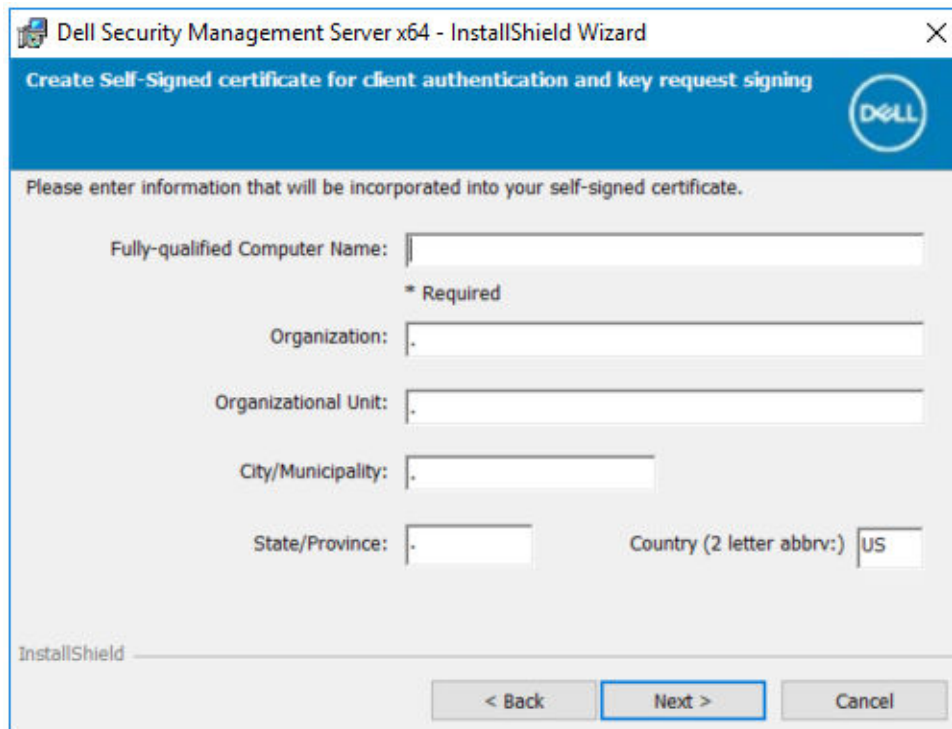 Dell Security Management Server x64 - InstallShield Wizard
Create Self-Signed certificate for client authentication and key request signing
DELL
Please enter information that will be incorporated into your self-signed certificate.
Fully-qualified Computer Name:
* Required
Organization: .
Organizational Unit: .
City/Municipality: .
State/Province: . Country (2 letter abbrv:) US
InstallShield
< Back Next > Cancel